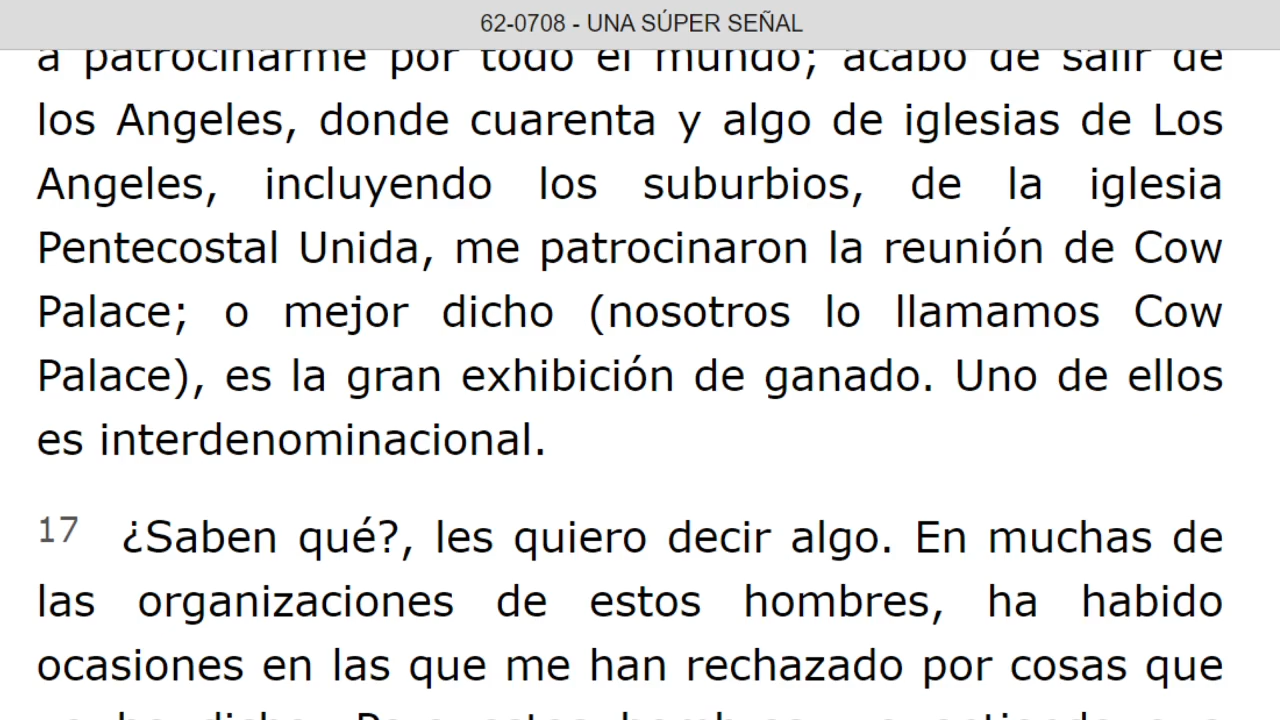 62-0708 - UNA SÚPER SEÑAL
a patrocinarme por todo el mundo; acabo de salir de
los Angeles, donde cuarenta y algo de iglesias de Los
Angeles, incluyendo los suburbios, de la iglesia
Pentecostal Unida, me patrocinaron la reunión de Cow
Palace; o mejor dicho (nosotros lo llamamos Cow
Palace), es la gran exhibición de ganado. Uno de ellos
es interdenominacional.
17 ¿Saben qué?, les quiero decir algo. En muchas de
las organizaciones de estos hombres, ha habido
ocasiones en las que me han rechazado por cosas que